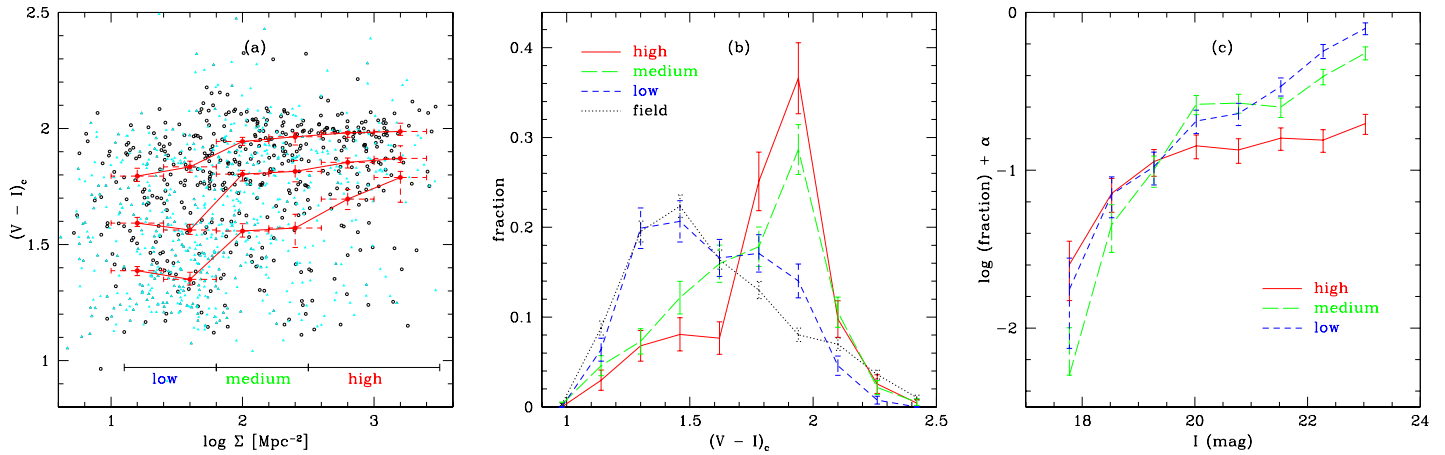 2.5
2
1.5
1
(V − I)c
(a)
low
medium
high
1
2
3
log Σ [Mpc−2]
0.4
0.3
0.2
0.1
0
fraction
(b)
high
medium
low
field
1
1.5
2
2.5
(V − I)c
0
−1
−2
log (fraction) + α
(c)
high
medium
low
18
20
22
24
I (mag)